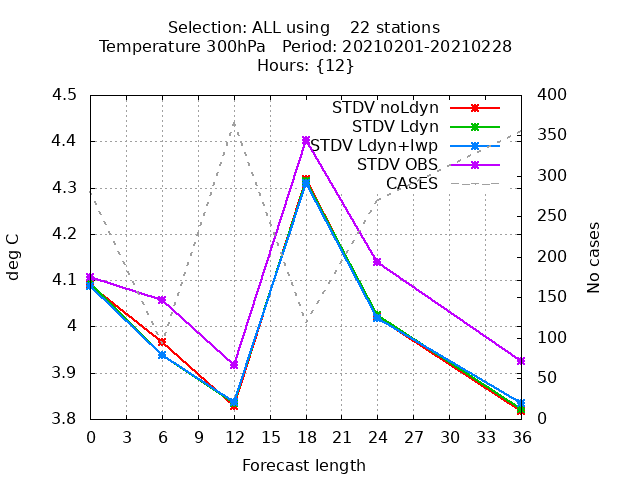 Selection: ALL using    22 stations
Temperature 300hPa   Period: 20210201-20210228
Hours: {12}
4.5
4.4
4.3
4.2
4.1
4
3.9
3.8
deg C
STDV noLdyn
STDV Ldyn
STDV Ldyn+lwp
STDV OBS
CASES
400
350
300
250
200
150
100
50
0
No cases
0 3 6 9 12 15 18 21 24 27 30 33 36
Forecast length